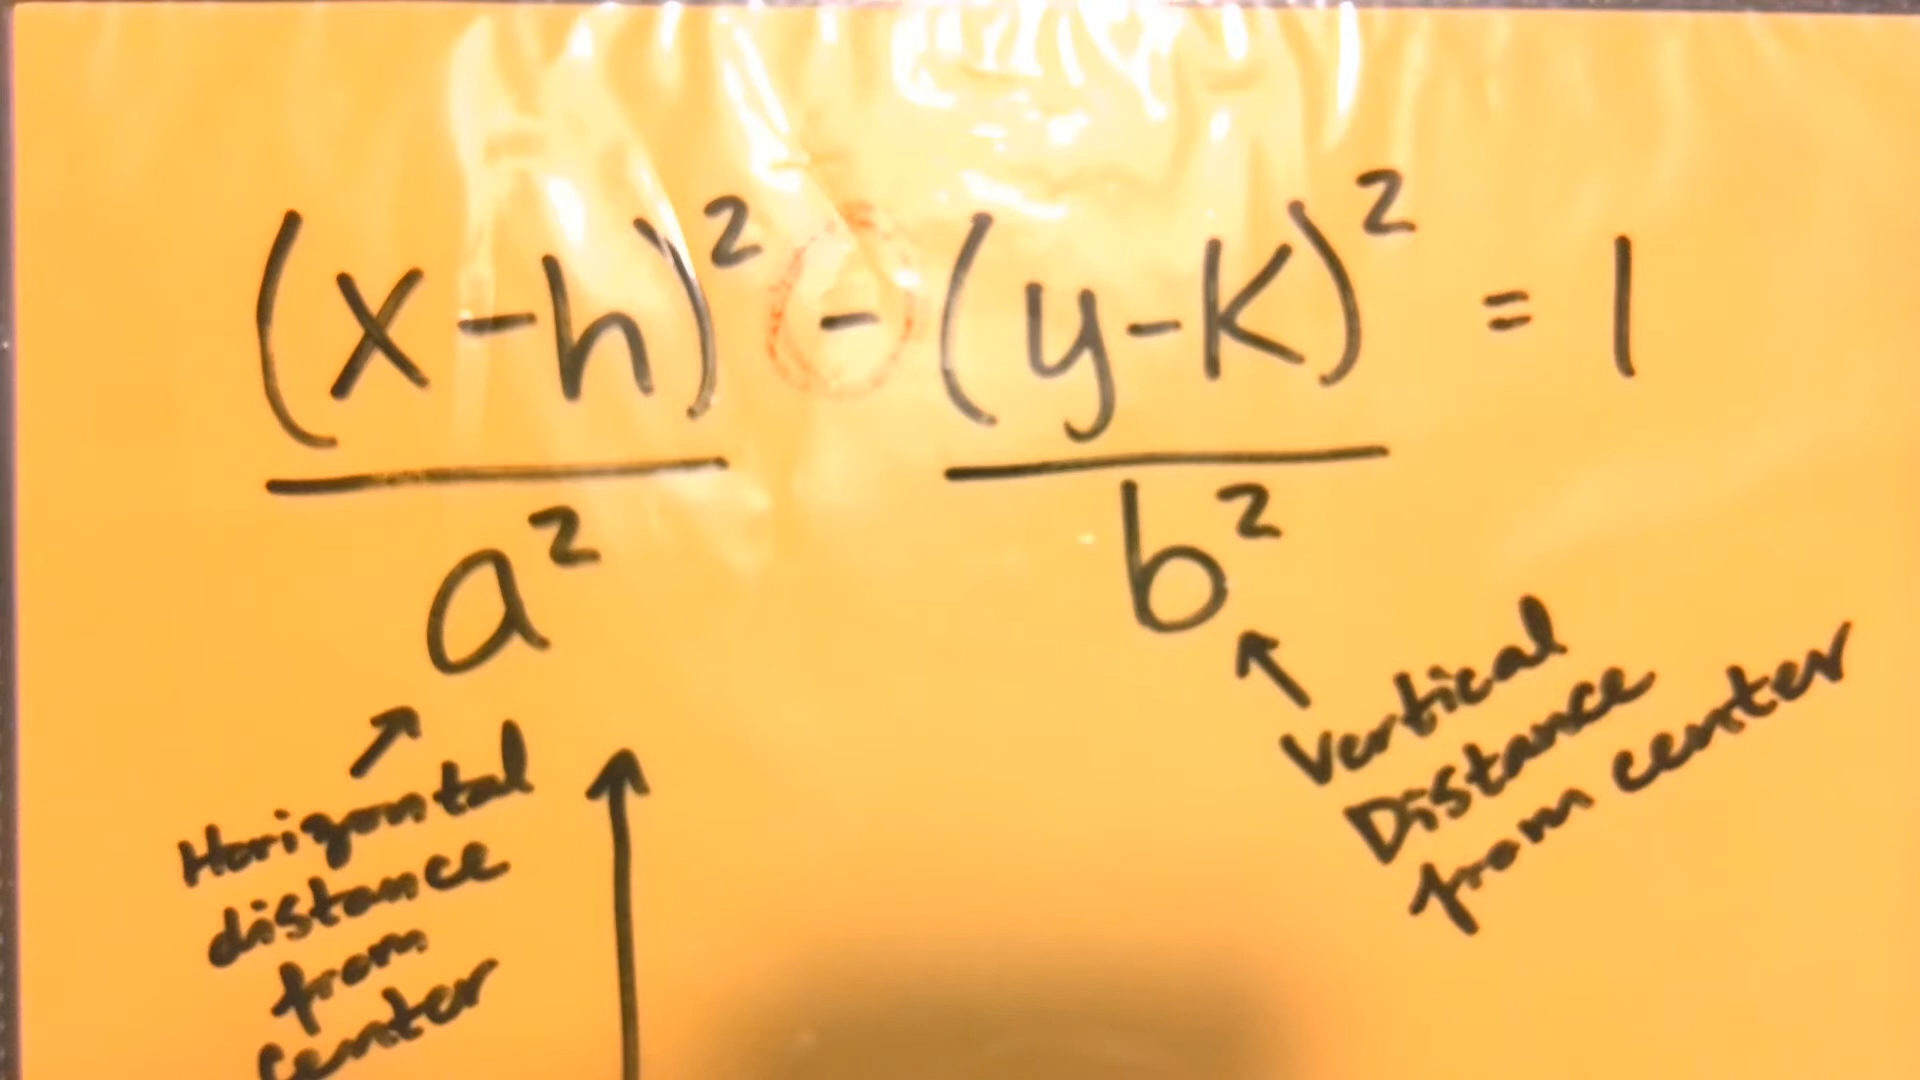 (x-h)² - (y-k)² = 1
a² b²
Horizontal
distance
from
center
Vertical
Distance
from center